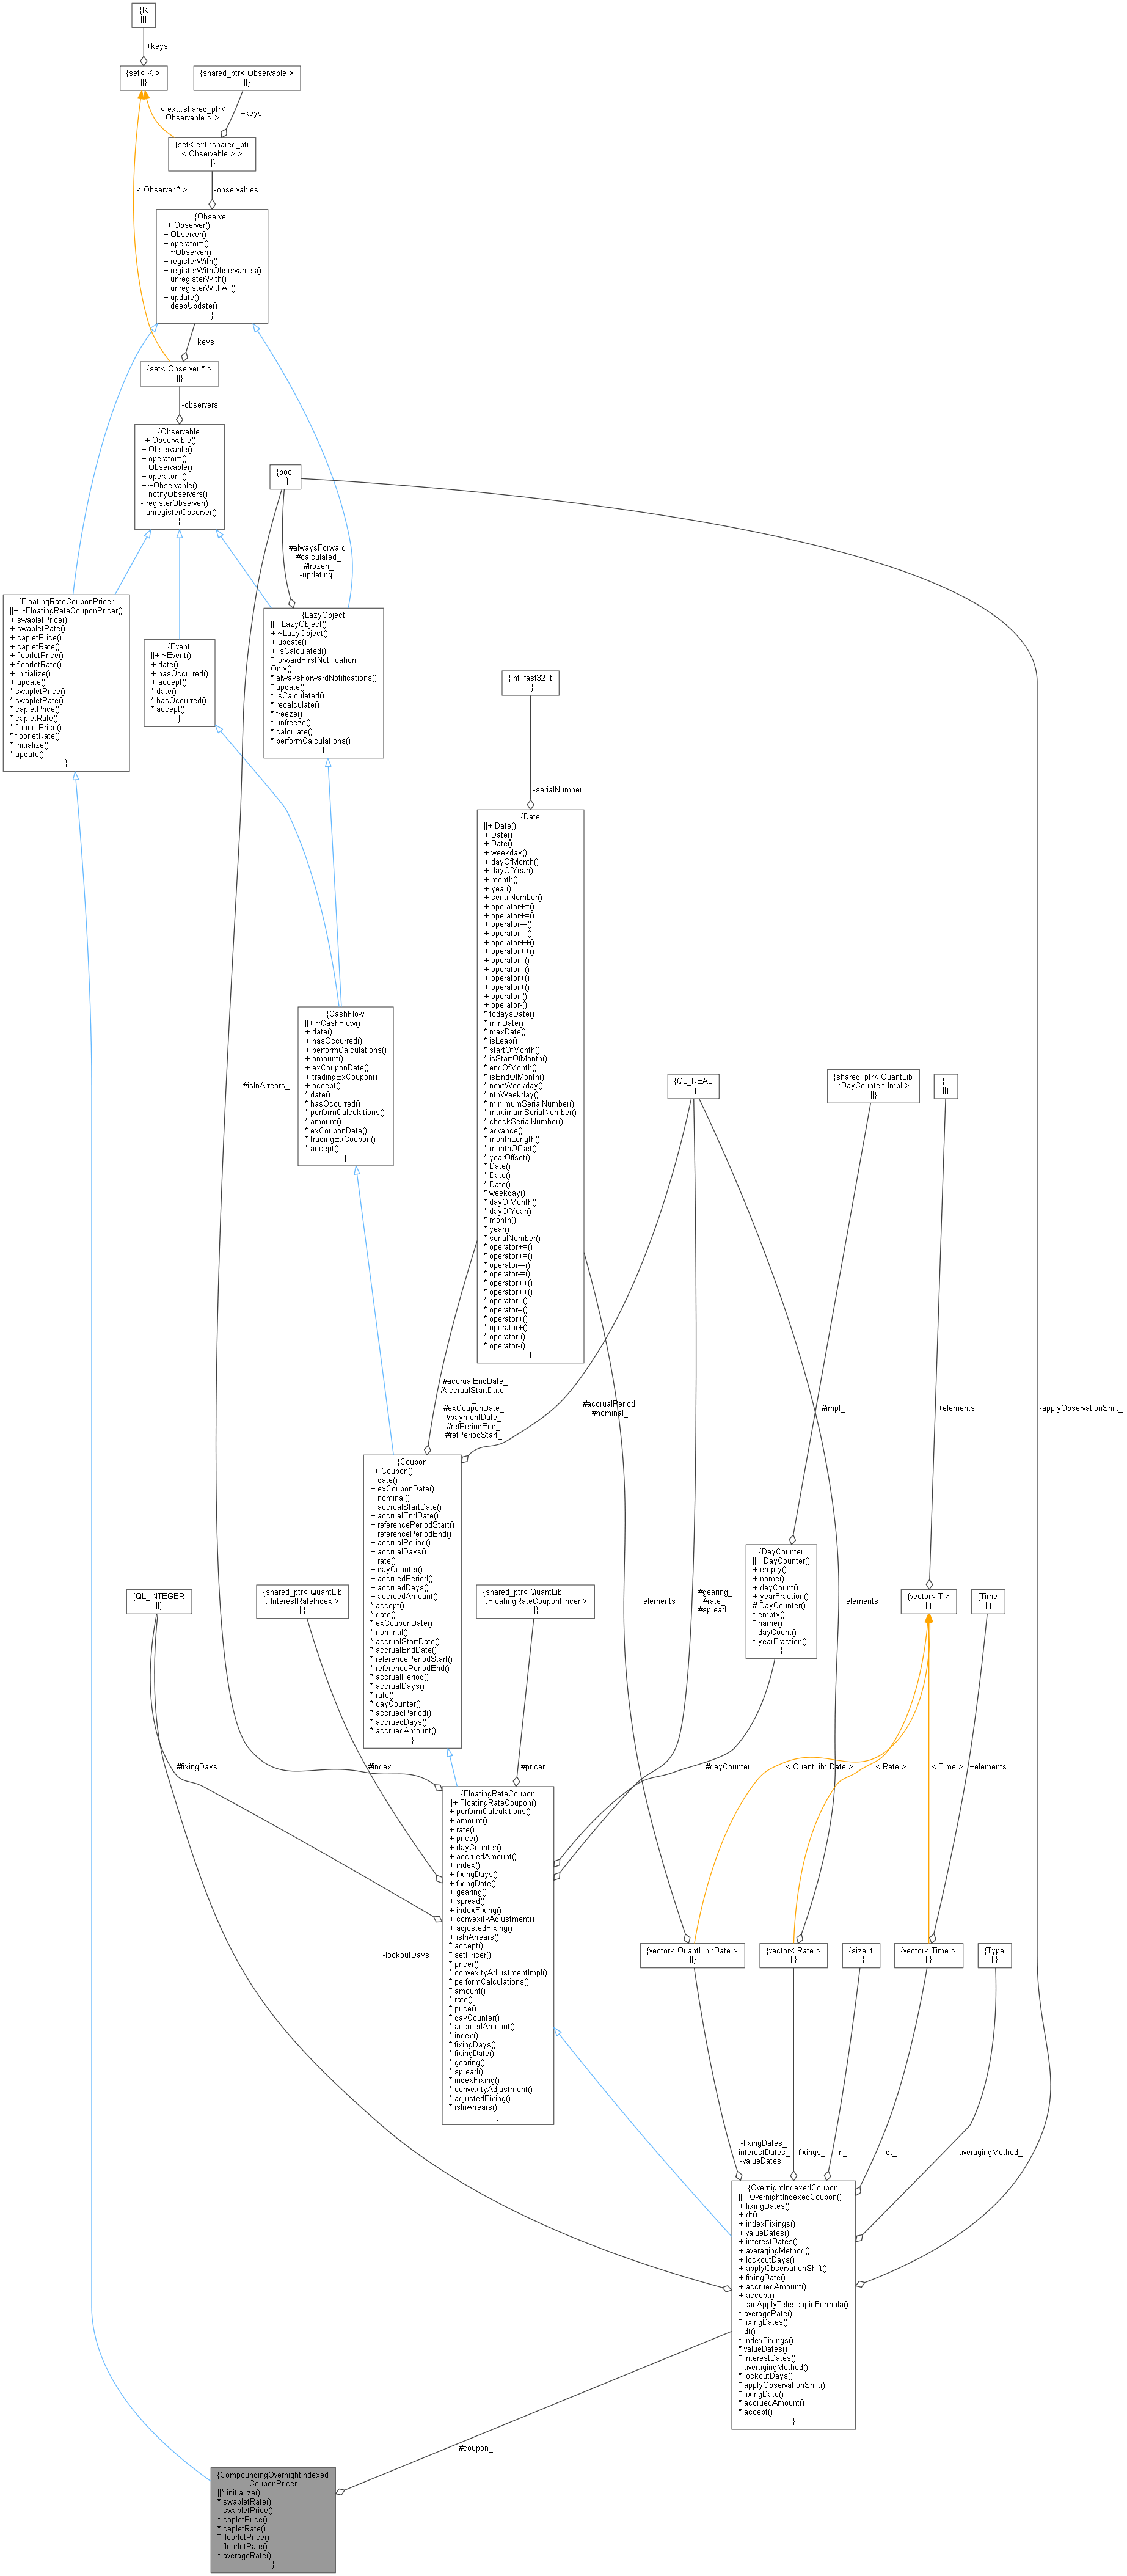 {K
||}
+keys
{set< K >
||}
{shared_ptr< Observable >
||}
< ext::shared_ptr<
Observable > >
+keys
{set< ext::shared_ptr
< Observable > >
||}
< Observer * >
-observables_
{Observer
||+ Observer()
+ Observer()
+ operator=()
+ ~Observer()
+ registerWith()
+ registerWithObservables()
+ unregisterWith()
+ unregisterWithAll()
+ update()
+ deepUpdate()
}
+keys
{set< Observer * >
||}
-observers_
{Observable
||+ Observable()
+ Observable()
+ operator=()
+ Observable()
+ operator=()
+ ~Observable()
+ notifyObservers()
- registerObserver()
- unregisterObserver()
}
{bool
||}
#alwaysForward_
#calculated_
#frozen_
-updating_
{FloatingRateCouponPricer
||+ ~FloatingRateCouponPricer()
+ swapletPrice()
+ swapletRate()
+ capletPrice()
+ capletRate()
+ floorletPrice()
+ floorletRate()
+ initialize()
+ update()
* swapletPrice()
* swapletRate()
* capletPrice()
* capletRate()
* floorletPrice()
* floorletRate()
* initialize()
* update()
}
{Event
||+ ~Event()
+ date()
+ hasOccurred()
+ accept()
* date()
* hasOccurred()
* accept()
}
{LazyObject
||+ LazyObject()
+ ~LazyObject()
+ update()
+ isCalculated()
* forwardFirstNotification
Only()
* alwaysForwardNotifications()
* update()
* isCalculated()
* recalculate()
* freeze()
* unfreeze()
* calculate()
* performCalculations()
}
{int_fast32_t
||}
-serialNumber_
{Date
||+ Date()
+ Date()
+ Date()
+ weekday()
+ dayOfMonth()
+ dayOfYear()
+ month()
+ year()
+ serialNumber()
+ operator+=()
+ operator+=()
+ operator-=()
+ operator-=()
+ operator++()
+ operator++()
+ operator--()
+ operator--()
+ operator+()
+ operator+()
+ operator-()
+ operator-()
* todaysDate()
* minDate()
* maxDate()
* isLeap()
* startOfMonth()
* isStartOfMonth()
* endOfMonth()
* isEndOfMonth()
* nextWeekday()
* nthWeekday()
* minimumSerialNumber()
* maximumSerialNumber()
* checkSerialNumber()
* advance()
* monthLength()
* monthOffset()
* yearOffset()
* Date()
* Date()
* Date()
* weekday()
* dayOfMonth()
* dayOfYear()
* month()
* year()
* serialNumber()
* operator+=()
* operator+=()
* operator-=()
* operator-=()
* operator++()
* operator++()
* operator--()
* operator--()
* operator+()
* operator+()
* operator-()
* operator-()
}
{CashFlow
||+ ~CashFlow()
+ date()
+ hasOccurred()
+ performCalculations()
+ amount()
+ exCouponDate()
+ tradingExCoupon()
+ accept()
* date()
* hasOccurred()
* performCalculations()
* amount()
* exCouponDate()
* tradingExCoupon()
* accept()
}
#isInArrears_
{QL_REAL
||}
{shared_ptr< QuantLib
::DayCounter::Impl >
||}
{T
||}
#accrualEndDate_
#accrualStartDate
_
#exCouponDate_
#paymentDate_
#refPeriodEnd_
#refPeriodStart_
#accrualPeriod_
#nominal_
#impl_
+elements
-applyObservationShift_
{Coupon
||+ Coupon()
+ date()
+ exCouponDate()
+ nominal()
+ accrualStartDate()
+ accrualEndDate()
+ referencePeriodStart()
+ referencePeriodEnd()
+ accrualPeriod()
+ accrualDays()
+ rate()
+ dayCounter()
+ accruedPeriod()
+ accruedDays()
+ accruedAmount()
* accept()
* date()
* exCouponDate()
* nominal()
* accrualStartDate()
* accrualEndDate()
* referencePeriodStart()
* referencePeriodEnd()
* accrualPeriod()
* accrualDays()
* rate()
* dayCounter()
* accruedPeriod()
* accruedDays()
* accruedAmount()
}
{QL_INTEGER
||}
{shared_ptr< QuantLib
::InterestRateIndex >
||}
{shared_ptr< QuantLib
::FloatingRateCouponPricer >
||}
+elements
#gearing_
#rate_
#spread_
{DayCounter
||+ DayCounter()
+ empty()
+ name()
+ dayCount()
+ yearFraction()
# DayCounter()
* empty()
* name()
* dayCount()
* yearFraction()
}
+elements
{vector< T >
||}
{Time
||}
#fixingDays_
#index_
#pricer_
#dayCounter_
< QuantLib::Date >
< Rate >
< Time >
+elements
{FloatingRateCoupon
||+ FloatingRateCoupon()
+ performCalculations()
+ amount()
+ rate()
+ price()
+ dayCounter()
+ accruedAmount()
+ index()
+ fixingDays()
+ fixingDate()
+ gearing()
+ spread()
+ indexFixing()
+ convexityAdjustment()
+ adjustedFixing()
+ isInArrears()
* accept()
* setPricer()
* pricer()
* convexityAdjustmentImpl()
* performCalculations()
* amount()
* rate()
* price()
* dayCounter()
* accruedAmount()
* index()
* fixingDays()
* fixingDate()
* gearing()
* spread()
* indexFixing()
* convexityAdjustment()
* adjustedFixing()
* isInArrears()
}
-lockoutDays_
{vector< QuantLib::Date >
||}
{vector< Rate >
||}
{size_t
||}
{vector< Time >
||}
{Type
||}
-fixingDates_
-interestDates_
-valueDates_
-fixings_
-n_
-dt_
-averagingMethod_
{OvernightIndexedCoupon
||+ OvernightIndexedCoupon()
+ fixingDates()
+ dt()
+ indexFixings()
+ valueDates()
+ interestDates()
+ averagingMethod()
+ lockoutDays()
+ applyObservationShift()
+ fixingDate()
+ accruedAmount()
+ accept()
* canApplyTelescopicFormula()
* averageRate()
* fixingDates()
* dt()
* indexFixings()
* valueDates()
* interestDates()
* averagingMethod()
* lockoutDays()
* applyObservationShift()
* fixingDate()
* accruedAmount()
* accept()
}
#coupon_
{CompoundingOvernightIndexed
CouponPricer
||* initialize()
* swapletRate()
* swapletPrice()
* capletPrice()
* capletRate()
* floorletPrice()
* floorletRate()
* averageRate()
}